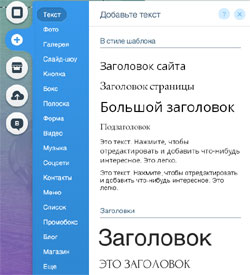 Текст
Фото
Галерея
Слайд-шоу
Кнопка
Бокс
Полоска
Форма
Видео
Музыка
Соцсети
Контакты
Меню
Список
Промобокс
Блог
Магазин
Еще
Добавьте текст
?
В стиле шаблона
Заголовок сайта
Заголовок страницы
Большой заголовок
Подзаголовок
Это текст. Нажмите, чтобы
отредактировать и добавить что-нибудь
интересное. Это легко.
Это текст. Нажмите, чтобы отредактировать
и добавить что-нибудь интересное. Это
легко.
Заголовки
Заголовок
ЭТО ЗАГОЛОВОК